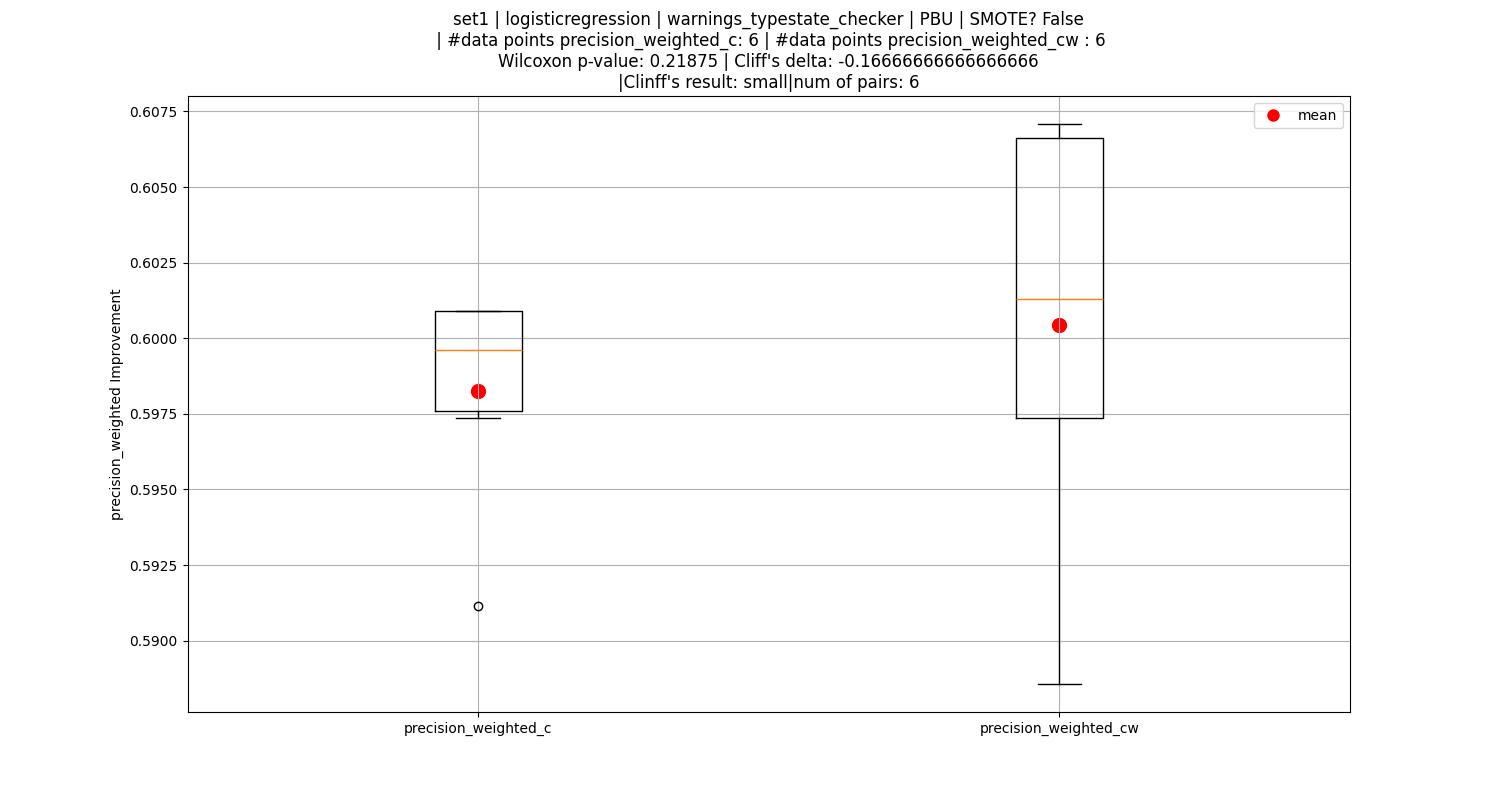 set1 | logisticregression | warnings_typestate_checker | PBU | SMOTE? False
| #data points precision_weighted_c: 6 | #data points precision_weighted_cw : 6
Wilcoxon p-value: 0.21875 | Cliff's delta: -0.16666666666666666
|Clinff's result: small|num of pairs: 6
mean
0.6075
0.6050
0.6025
0.6000
0.5975
0.5950
0.5925
0.5900
precision_weighted Improvement
precision_weighted_c
precision_weighted_cw